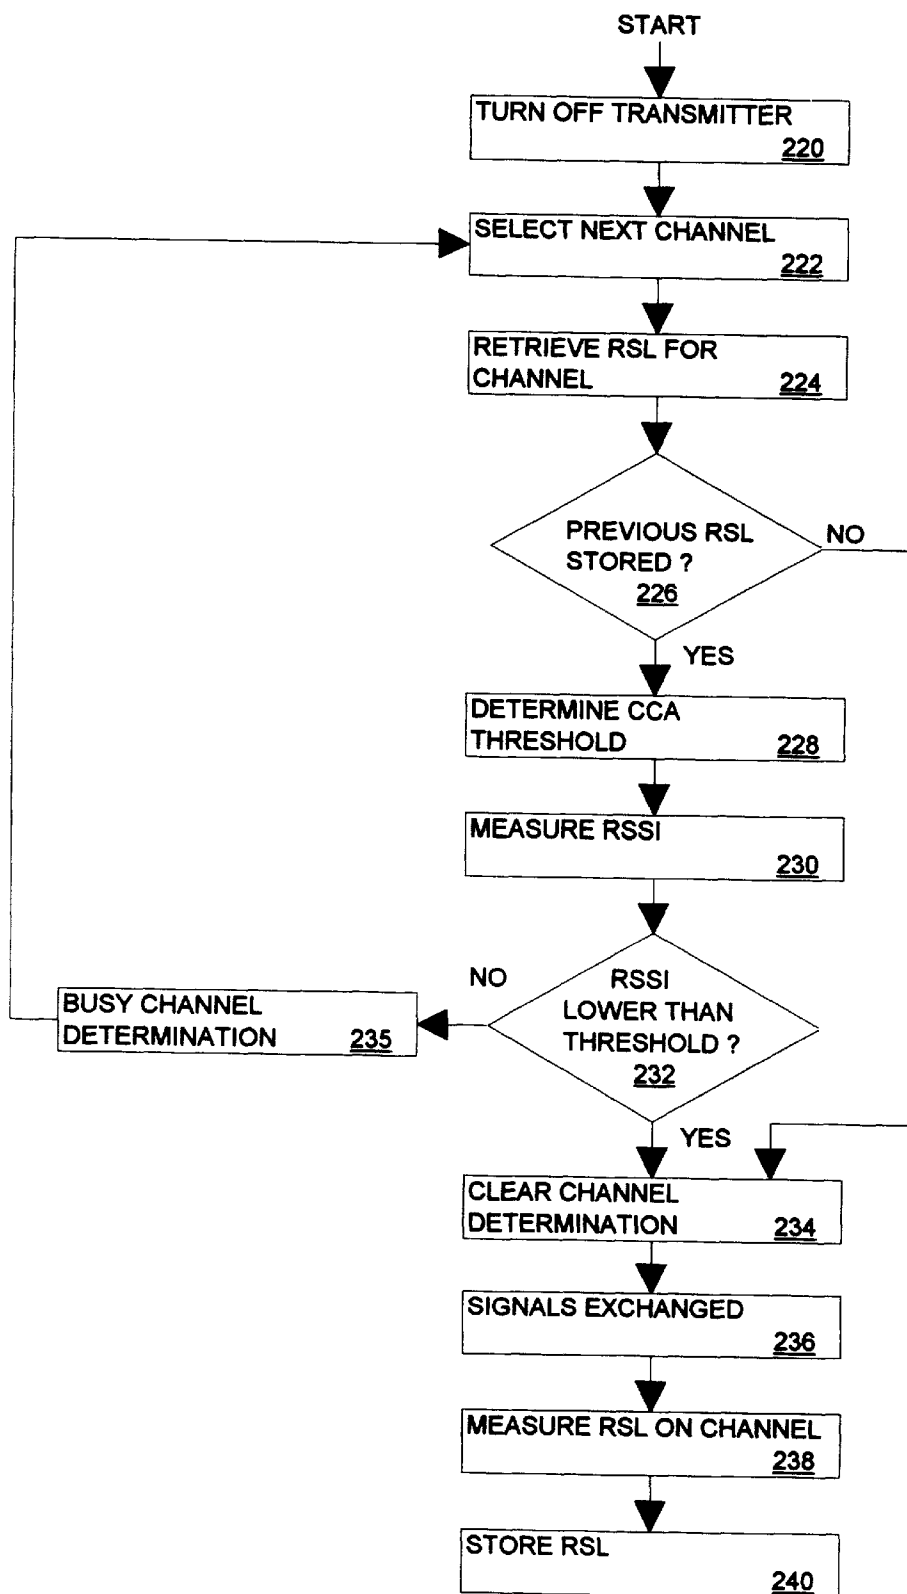 START
TURN OFF TRANSMITTER
220
SELECT NEXT CHANNEL
222
RETRIEVE RSL FOR
CHANNEL 224
PREVIOUS RSL
STORED ?
226
NO
YES
DETERMINE CCA
THRESHOLD 228
MEASURE RSSI
230
RSSI
LOWER THAN
THRESHOLD ?
232
NO
BUSY CHANNEL
DETERMINATION 235
YES
CLEAR CHANNEL
DETERMINATION 234
SIGNALS EXCHANGED
236
MEASURE RSL ON CHANNEL
238
STORE RSL
240